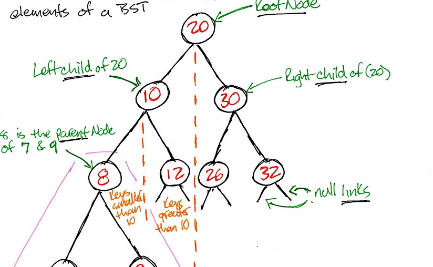 elements of a BST
Root Node
20
Left child of 20
Right child of (20)
10
30
8 is the Parent Node
of 7 & 9
8
12
26
32
null links
Keys
smaller
than
10
Keys
greater
than 10